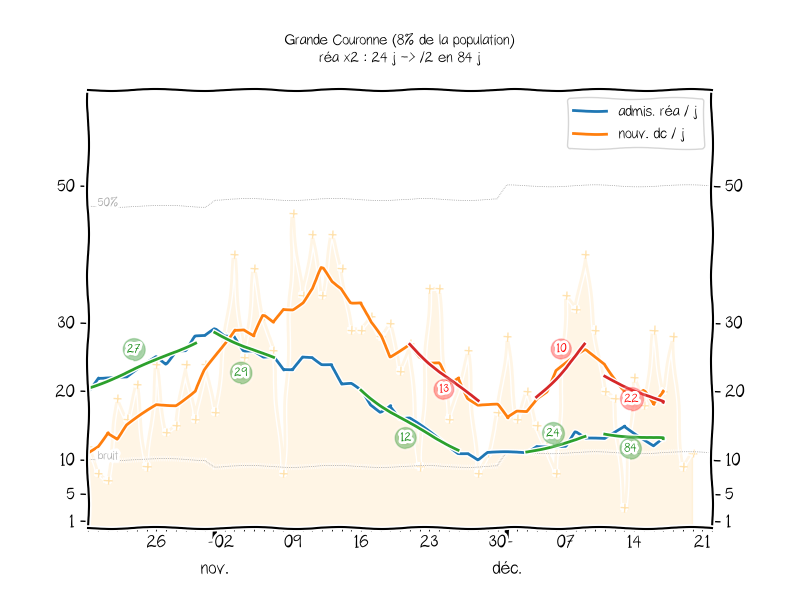 Grande Couronne (8% de la population)
réa x2 : 24 j -> /2 en 84 j
admis. réa / j
nouv. dc / j
50 50
50%
30 30
27
10
29
13
20 20
22
12
24
84
bruit
10 10
5 5
1 1
26 02 09 16 23 30 07 14 21
nov. déc.